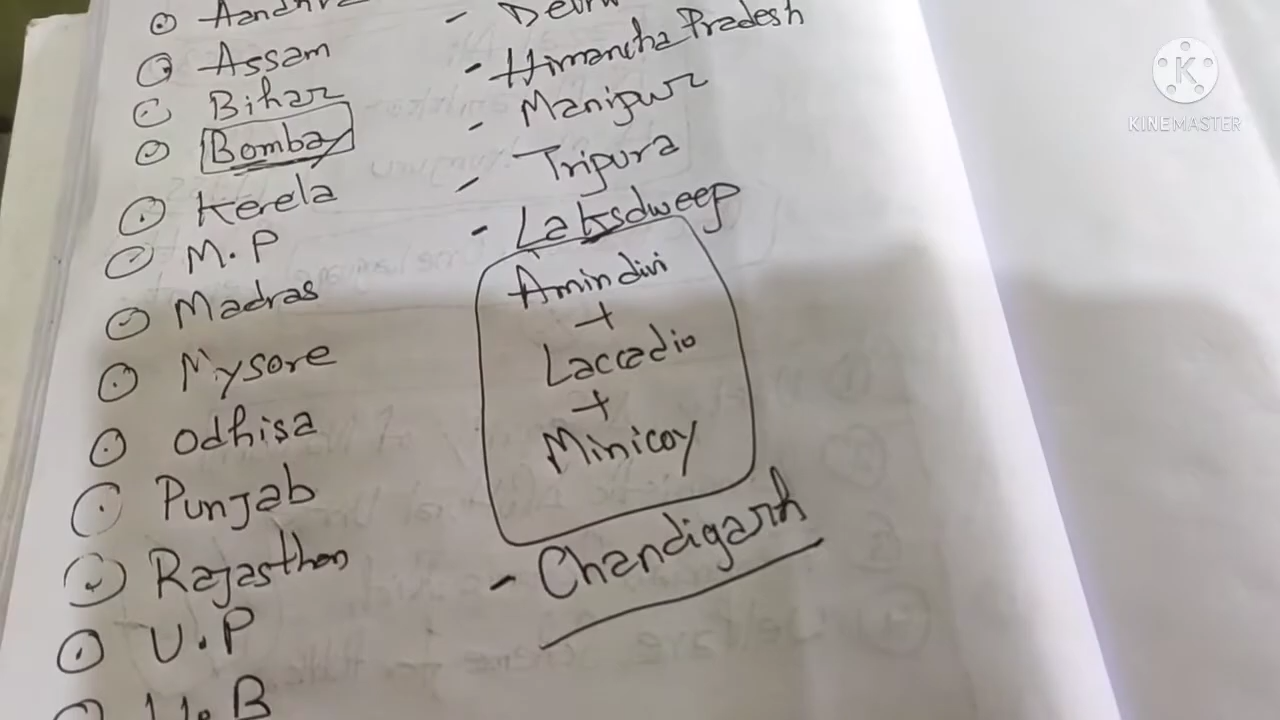 Assam
Bihar
Bombay
Kerela
M.P
Madras
Mysore
Odhisa
Punjab
Rajasthan
U.P
Himancha Pradesh
Manipur
Tripura
Laksdweep
Amindivi
+
Laccadio
+
Minicoy
Chandigarh
KINEMASTER